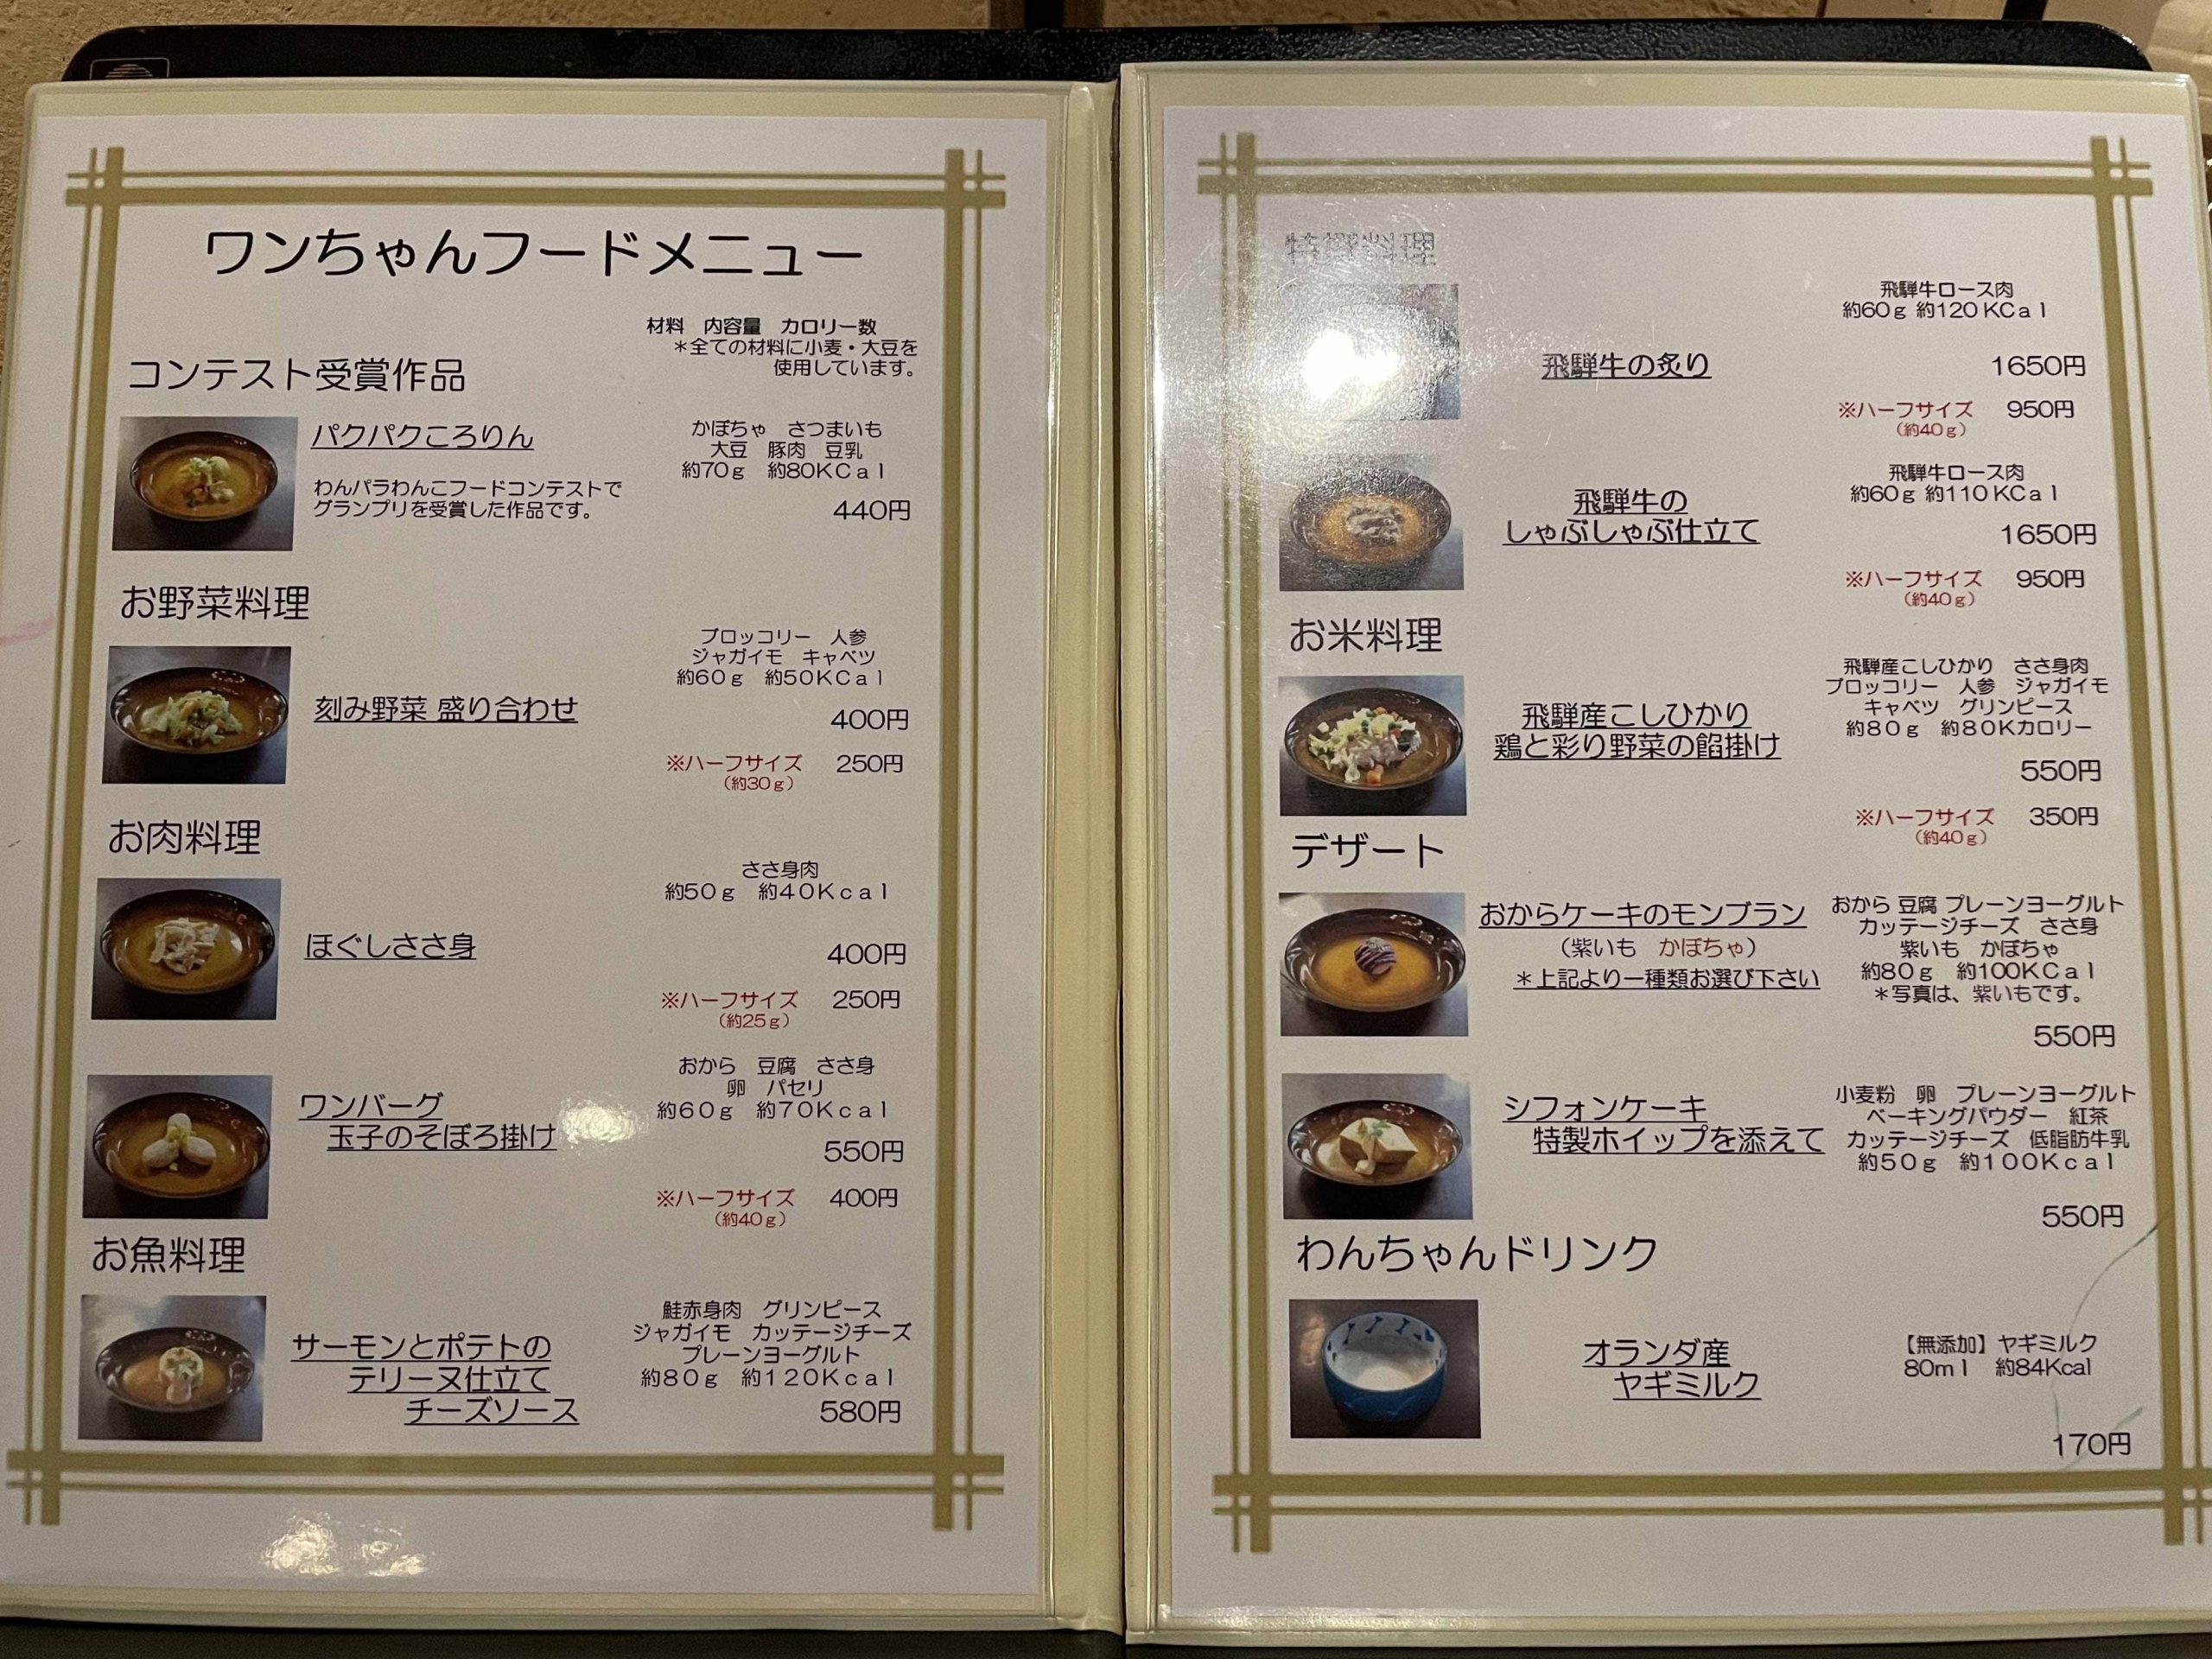 ワンちゃんフードメニュー
材料　内容量　カロリー数
＊全ての材料に小麦・大豆を
使用しています。
コンテスト受賞作品
パクパクころりん
わんパラわんこフードコンテストで
グランプリを受賞した作品です。
かぼちゃ　さつまいも
大豆　豚肉　豆乳
約70ｇ　約80KCal
440円
お野菜料理
刻み野菜 盛り合わせ
ブロッコリー　人参
ジャガイモ　キャベツ
約60ｇ　約50KCal
400円
※ハーフサイズ　250円
（約30ｇ）
お肉料理
ほぐしささ身
ささ身肉
約50ｇ　約40Kcal
400円
※ハーフサイズ　250円
（約25ｇ）
ワンバーグ
玉子のそぼろ掛け
おから　豆腐　ささ身
卵　パセリ
約60ｇ　約70Kcal
550円
※ハーフサイズ　400円
（約40ｇ）
お魚料理
サーモンとポテトの
テリーヌ仕立て
チーズソース
鮭赤身肉　グリンピース
ジャガイモ　カッテージチーズ
プレーンヨーグルト
約80ｇ　約120Kcal
580円
料理
飛騨牛の炙り
飛騨牛ロース肉
約60ｇ 約120 KCal
1650円
※ハーフサイズ　950円
（約40ｇ）
飛騨牛の
しゃぶしゃぶ仕立て
飛騨牛ロース肉
約60ｇ 約110 KCal
1650円
※ハーフサイズ　950円
（約40ｇ）
お米料理
飛騨産こしひかり
鶏と彩り野菜の餡掛け
飛騨産こしひかり　ささ身肉
ブロッコリー　人参　ジャガイモ
キャベツ　グリンピース
約80ｇ　約80Kカロリー
550円
※ハーフサイズ　350円
（約40ｇ）
デザート
おからケーキのモンブラン
（紫いも　かぼちゃ）
＊上記より一種類お選び下さい
おから 豆腐 プレーンヨーグルト
カッテージチーズ　ささ身
紫いも　かぼちゃ
約80ｇ　約100KCal
＊写真は、紫いもです。
550円
シフォンケーキ
特製ホイップを添えて
小麦粉　卵　プレーンヨーグルト
ベーキングパウダー　紅茶
カッテージチーズ　低脂肪牛乳
約50ｇ　約100Kcal
550円
わんちゃんドリンク
オランダ産
ヤギミルク
【無添加】ヤギミルク
80ml　約84Kcal
170円